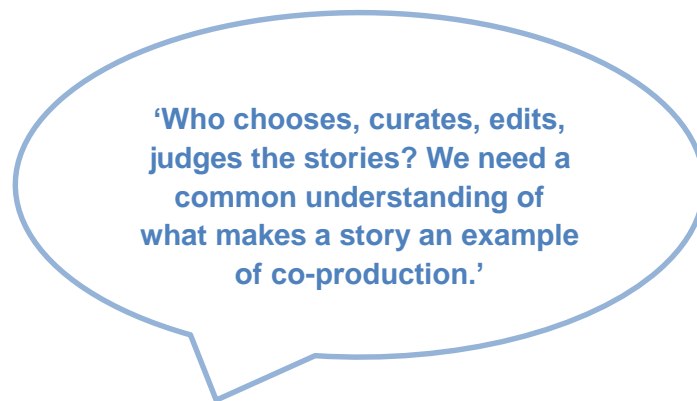 ‘Who chooses, curates, edits,
judges the stories? We need a
common understanding of
what makes a story an example
of co-production.’